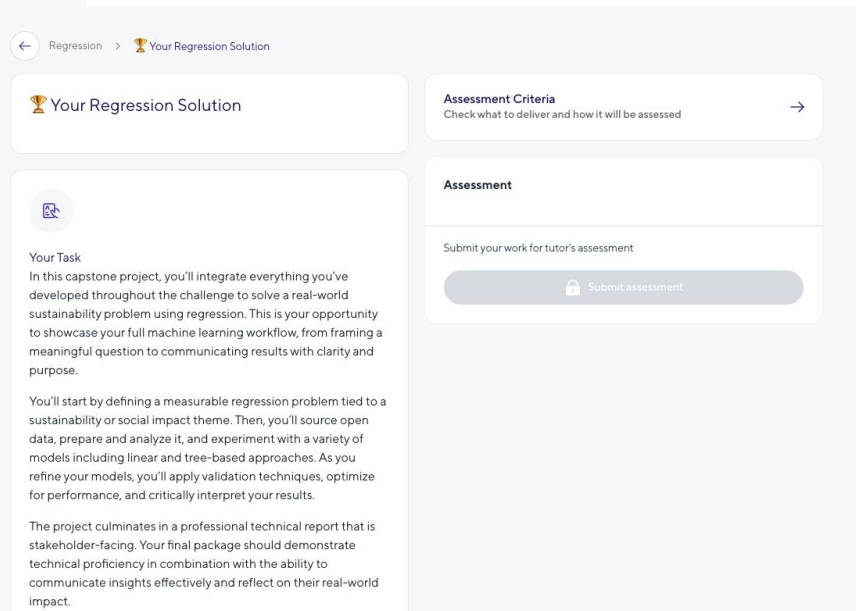 Regression > 🏆 Your Regression Solution
🏆 Your Regression Solution
Your Task
In this capstone project, you'll integrate everything you've
developed throughout the challenge to solve a real-world
sustainability problem using regression. This is your opportunity
to showcase your full machine learning workflow, from framing a
meaningful question to communicating results with clarity and
purpose.
You'll start by defining a measurable regression problem tied to a
sustainability or social impact theme. Then, you'll source open
data, prepare and analyze it, and experiment with a variety of
models including linear and tree-based approaches. As you
refine your models, you'll apply validation techniques, optimize
for performance, and critically interpret your results.
The project culminates in a professional technical report that is
stakeholder-facing. Your final package should demonstrate
technical proficiency in combination with the ability to
communicate insights effectively and reflect on their real-world
impact.
Assessment Criteria
Check what to deliver and how it will be assessed
Assessment
Submit your work for tutor's assessment
Submit assessment